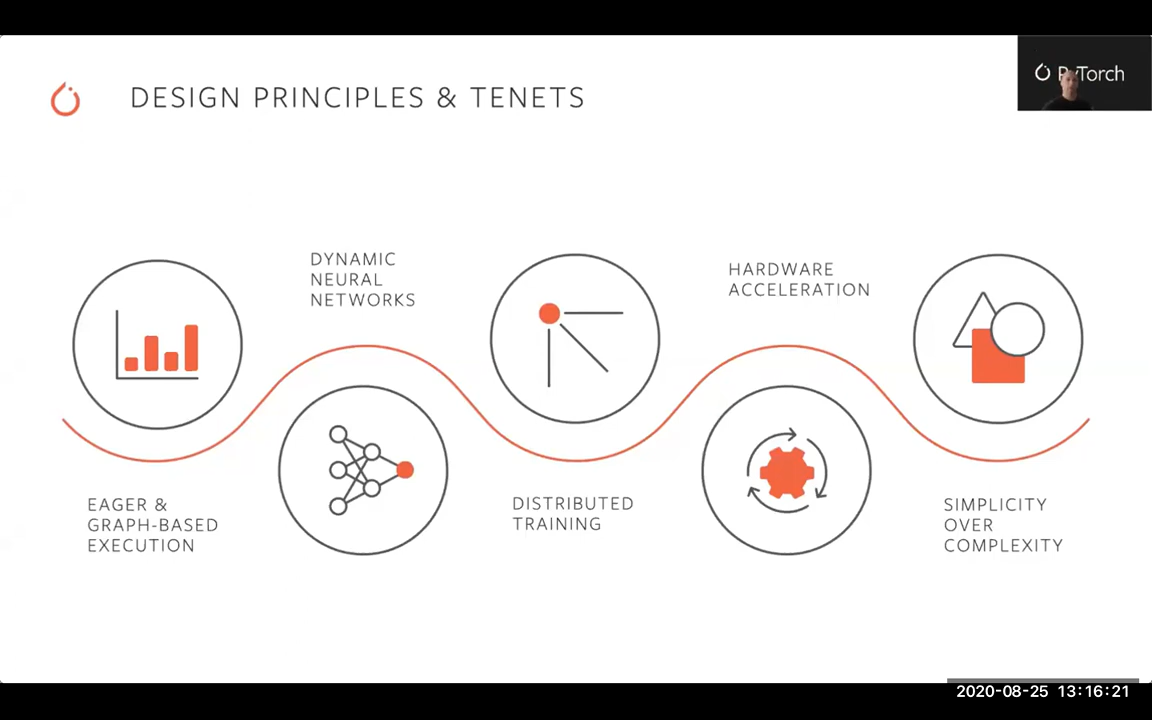 DESIGN PRINCIPLES & TENETS
PyTorch
EAGER &
GRAPH-BASED
EXECUTION
DYNAMIC
NEURAL
NETWORKS
DISTRIBUTED
TRAINING
HARDWARE
ACCELERATION
SIMPLICITY
OVER
COMPLEXITY
2020-08-25 13:16:21